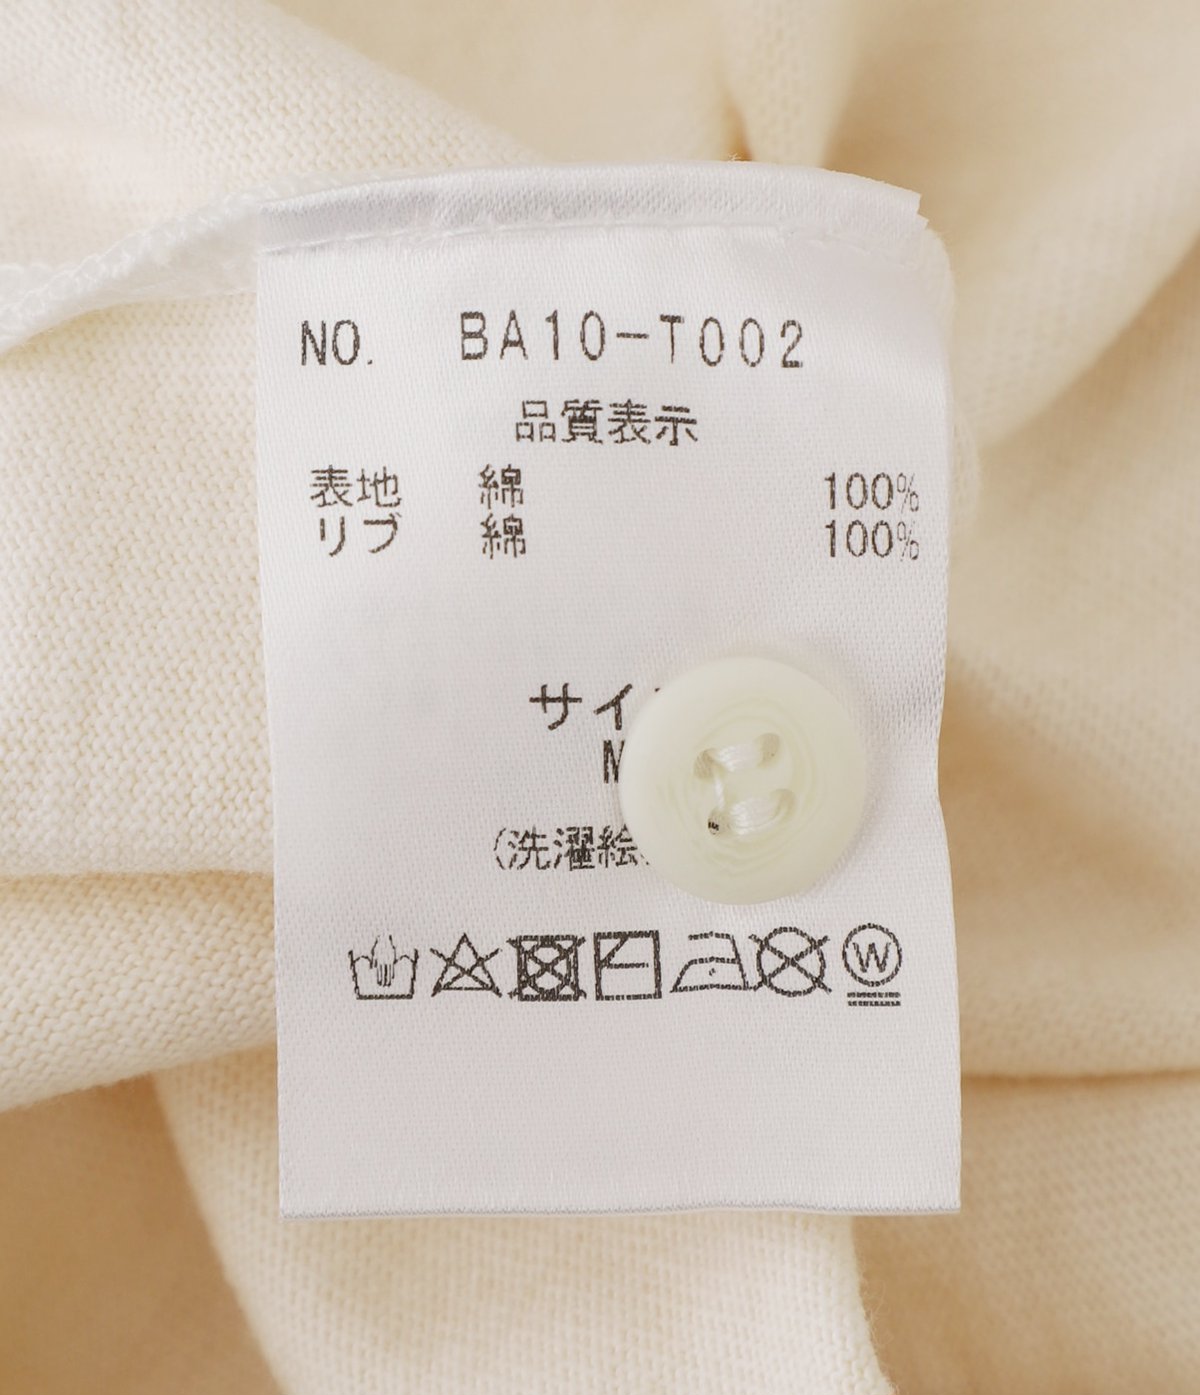 NO. BA10-T002
品質表示
表地 綿 100%
リブ 綿 100%
サイ
M
(洗濯絵
W